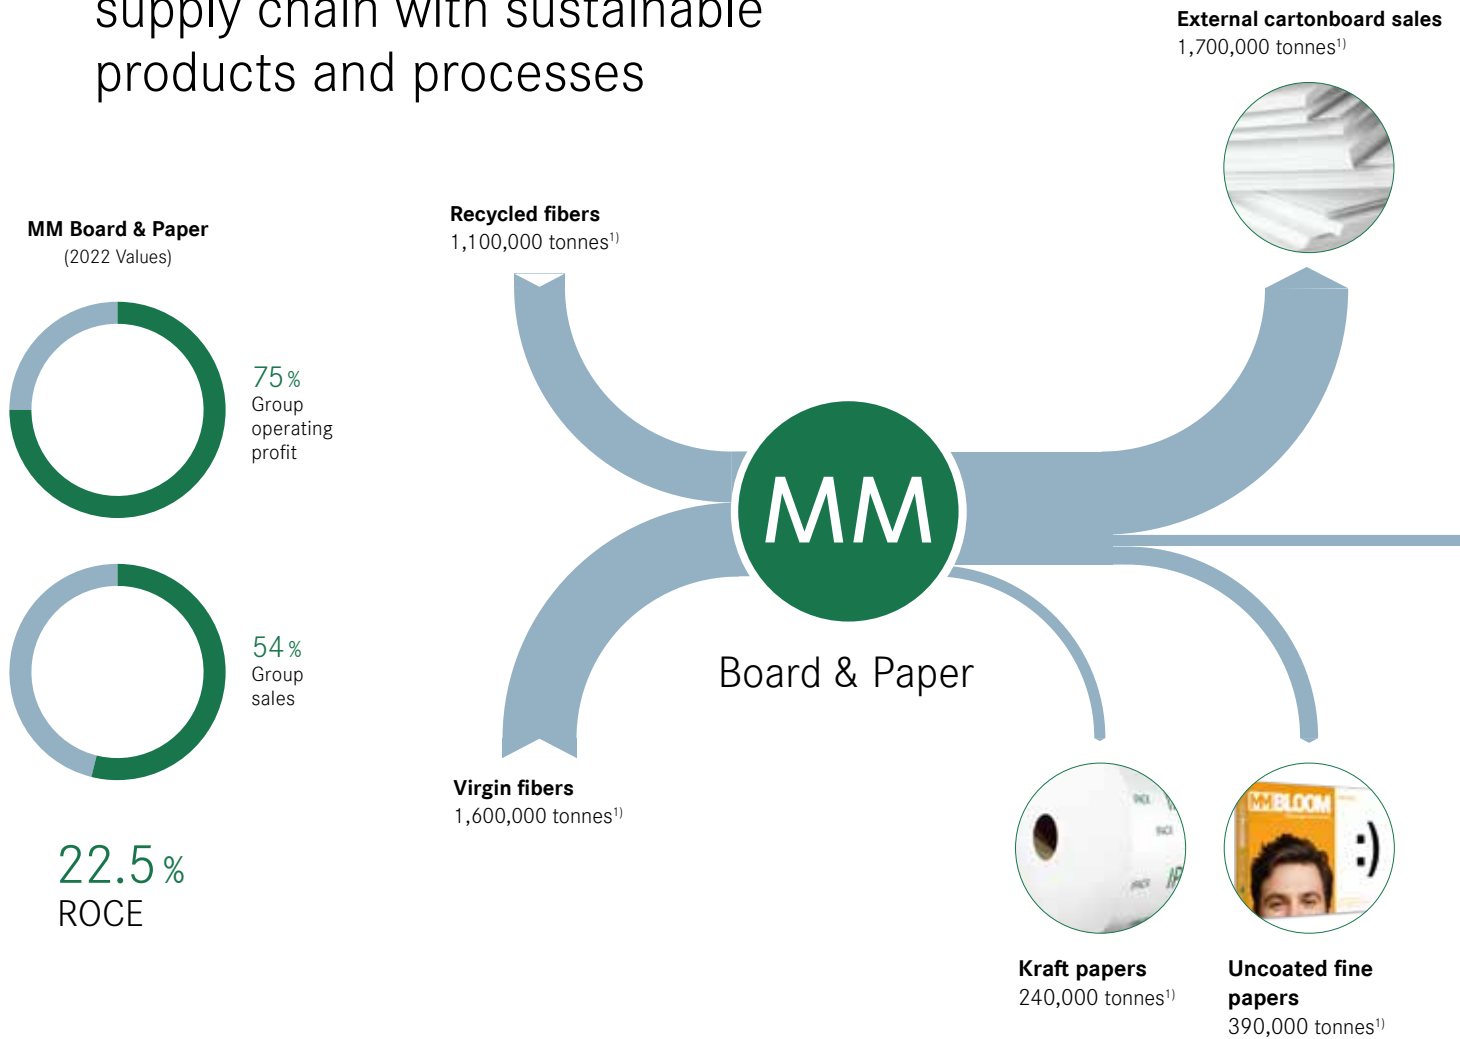 supply chain with sustainable
products and processes
External cartonboard sales
1,700,000 tonnes1)
MM Board & Paper
(2022 Values)
75 %
Group
operating
profit
54 %
Group
sales
22.5 %
ROCE
Recycled fibers
1,100,000 tonnes1)
MM
Board & Paper
Virgin fibers
1,600,000 tonnes1)
MMBLOOM
:)
Kraft papers
240,000 tonnes1)
Uncoated fine
papers
390,000 tonnes1)